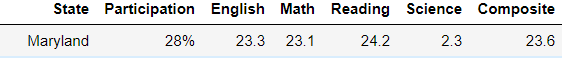 State Participation English Math Reading Science Composite
Maryland 28% 23.3 23.1 24.2 2.3 23.6